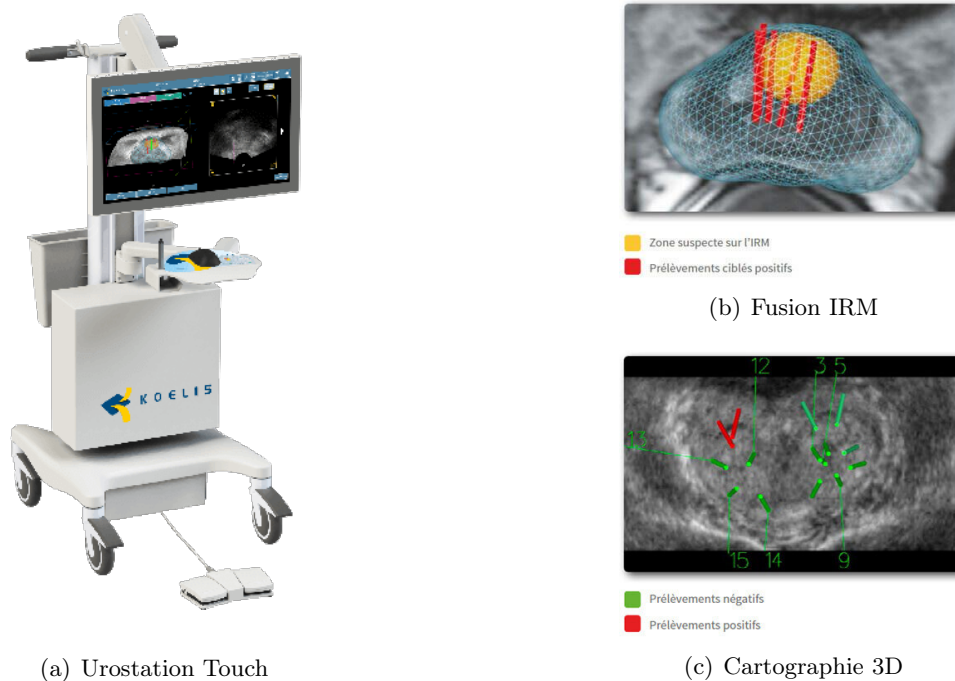 KOELIS
(a) Urostation Touch
Zone suspecte sur l'IRM
Prélèvements ciblés positifs
(b) Fusion IRM
12
3
5
13
15
14
9
Prélèvements négatifs
Prélèvements positifs
(c) Cartographie 3D